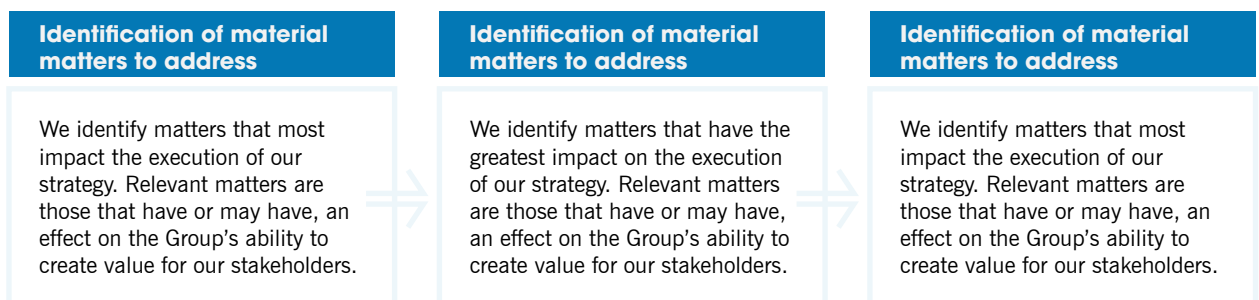 Identification of material
matters to address
We identify matters that most
impact the execution of our
strategy. Relevant matters are
those that have or may have, an
effect on the Group’s ability to
create value for our stakeholders.
Identification of material
matters to address
We identify matters that have the
greatest impact on the execution
of our strategy. Relevant matters
are those that have or may have,
an effect on the Group’s ability to
create value for our stakeholders.
Identification of material
matters to address
We identify matters that most
impact the execution of our
strategy. Relevant matters are
those that have or may have, an
effect on the Group’s ability to
create value for our stakeholders.